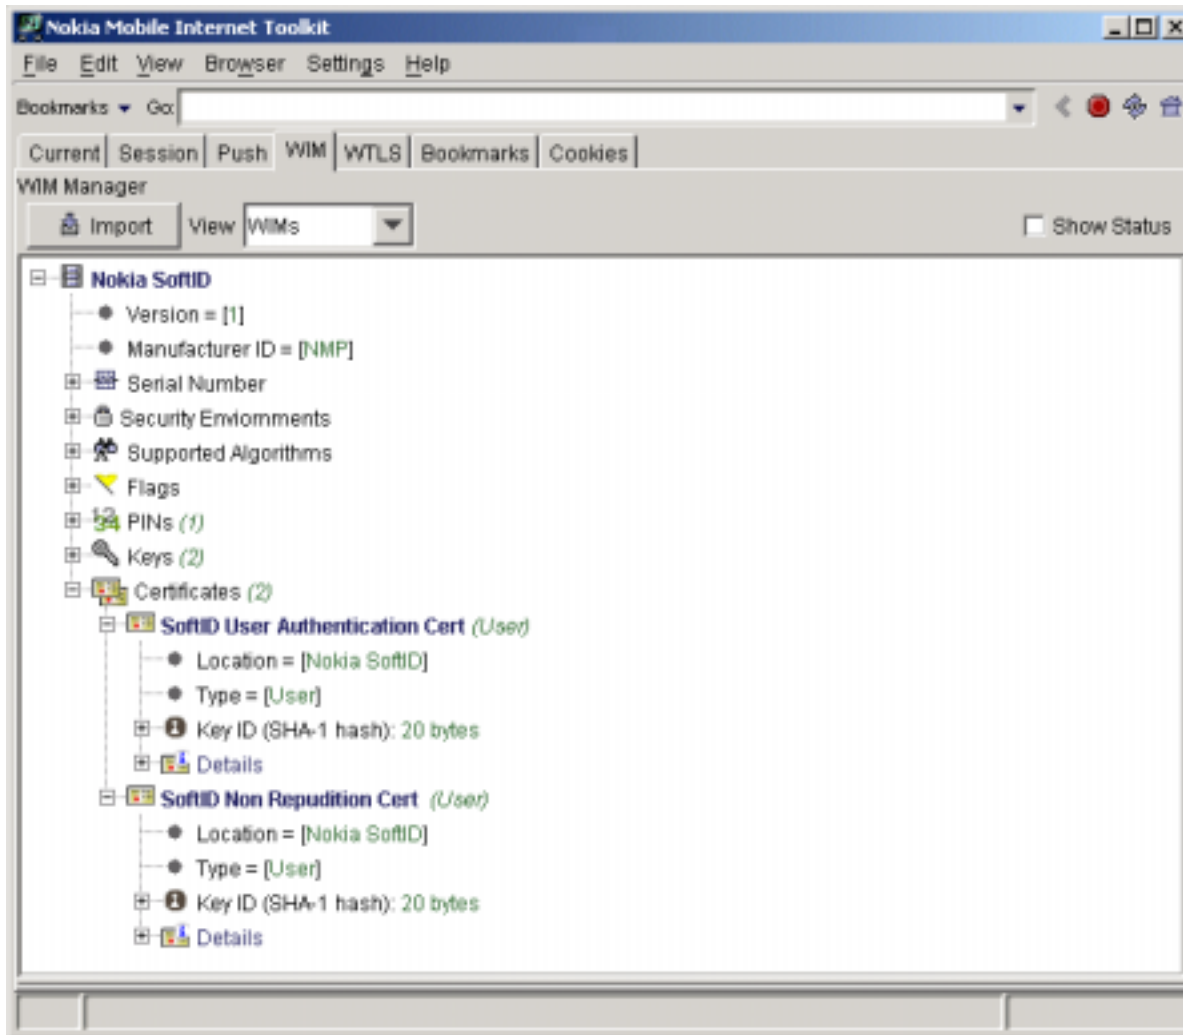 Nokia Mobile Internet Toolkit
File Edit View Browser Settings Help
Bookmarks Go:
Current Session Push WIM WTLS Bookmarks Cookies
WIM Manager
Import View WIMs Show Status
Nokia SoftID
Version = [1]
Manufacturer ID = [NMP]
Serial Number
Security Enviornments
Supported Algorithms
Flags
PINs (1)
Keys (2)
Certificates (2)
SoftID User Authentication Cert (User)
Location = [Nokia SoftID]
Type = [User]
Key ID (SHA-1 hash): 20 bytes
Details
SoftID Non Repudition Cert (User)
Location = [Nokia SoftID]
Type = [User]
Key ID (SHA-1 hash): 20 bytes
Details